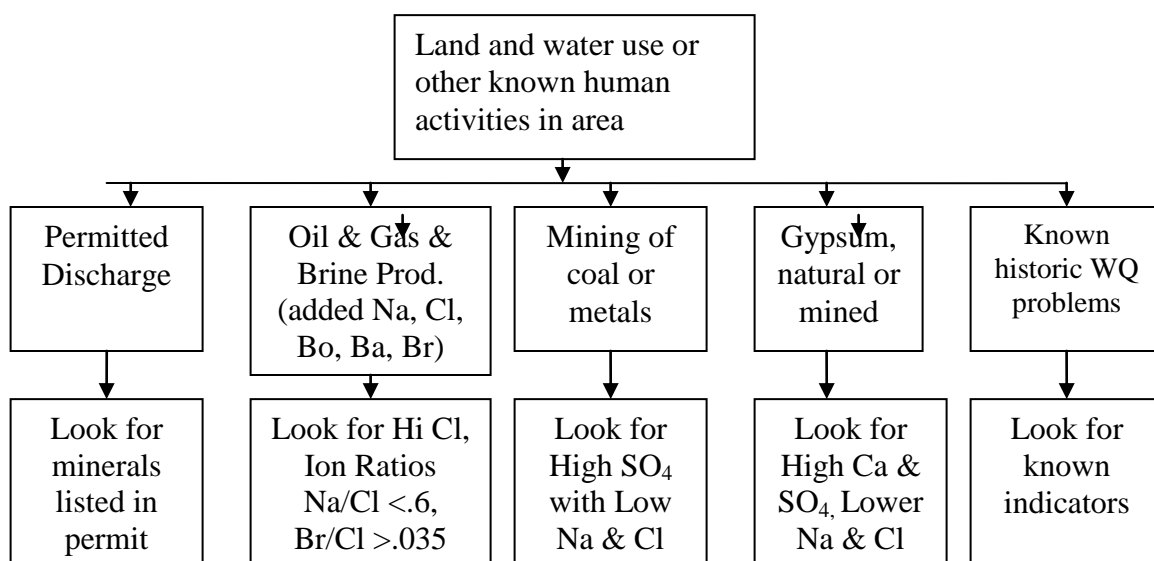 Land and water use or
other known human
activities in area
Permitted
Discharge
Oil & Gas &
Brine Prod.
(added Na, Cl,
Bo, Ba, Br)
Mining of
coal or
metals
Gypsum,
natural or
mined
Known
historic WQ
problems
Look for
minerals
listed in
permit
Look for Hi Cl,
Ion Ratios
Na/Cl <.6,
Br/Cl >.035
Look for
High SO₄
with Low
Na & Cl
Look for
High Ca &
SO₄, Lower
Na & Cl
Look for
known
indicators